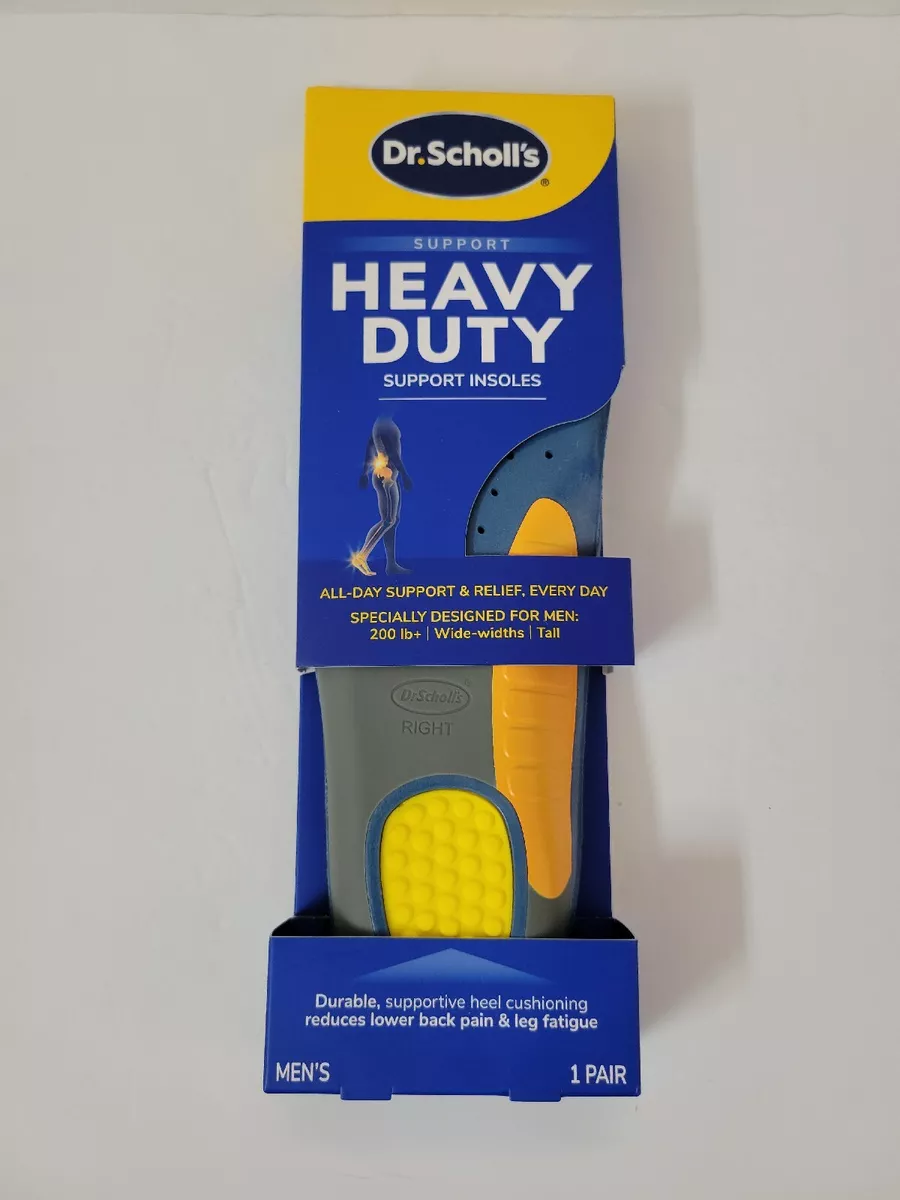 Dr.Scholl's®
SUPPORT
HEAVY
DUTY
SUPPORT INSOLES
ALL-DAY SUPPORT & RELIEF, EVERY DAY
SPECIALLY DESIGNED FOR MEN:
200 lb+ | Wide-widths | Tall
Dr.Scholl's®
RIGHT
Durable, supportive heel cushioning
reduces lower back pain & leg fatigue
MEN'S
1 PAIR